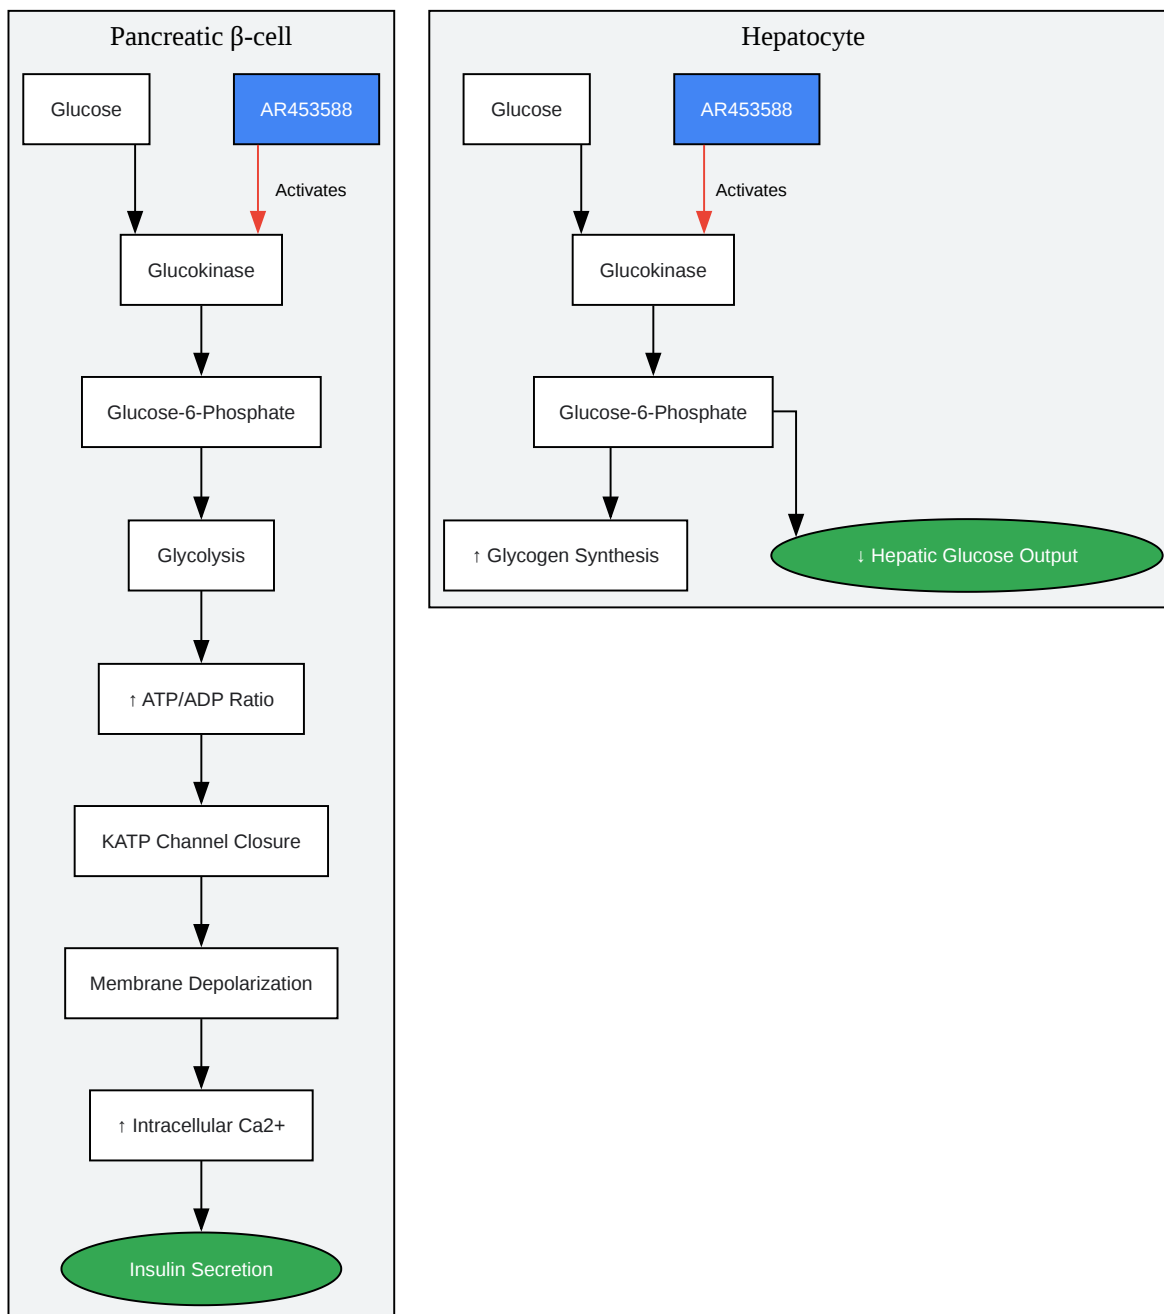 Pancreatic β-cell
Glucose
AR453588
Activates
Glucokinase
Glucose-6-Phosphate
Glycolysis
↑ ATP/ADP Ratio
KATP Channel Closure
Membrane Depolarization
↑ Intracellular Ca2+
Insulin Secretion
Hepatocyte
Glucose
AR453588
Activates
Glucokinase
Glucose-6-Phosphate
↑ Glycogen Synthesis
↓ Hepatic Glucose Output